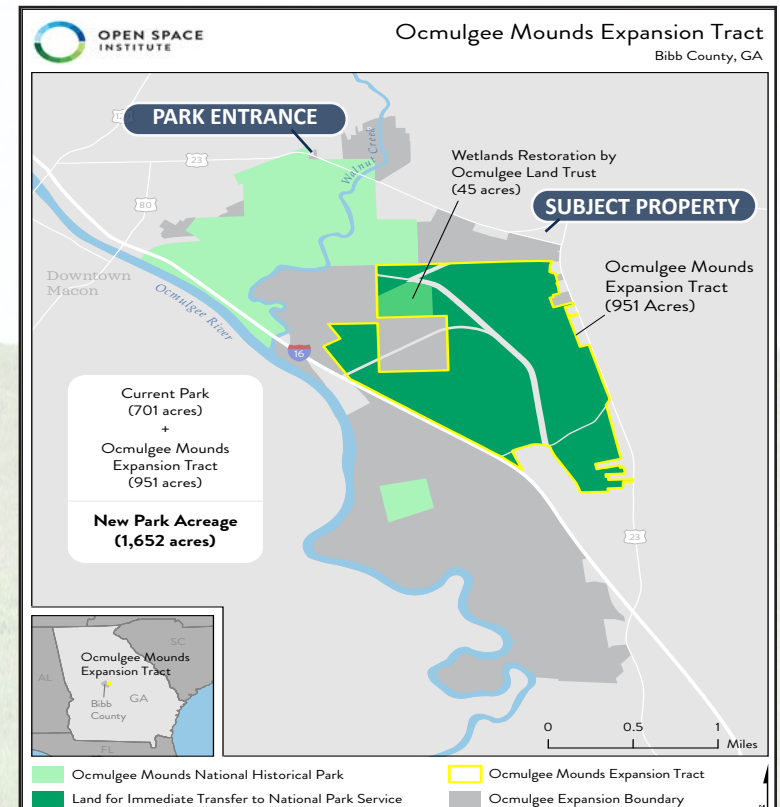 OPEN SPACE
INSTITUTE
Ocmulgee Mounds Expansion Tract
Bibb County, GA
PARK ENTRANCE
23
Walnut Creek
Wetlands Restoration by
Ocmulgee Land Trust
(45 acres)
80
SUBJECT PROPERTY
Downtown
Macon
Ocmulgee River
Ocmulgee Mounds
Expansion Tract
(951 Acres)
16
Current Park
(701 acres)
+
Ocmulgee Mounds
Expansion Tract
(951 acres)
New Park Acreage
(1,652 acres)
23
SC
Ocmulgee Mounds
Expansion Tract
AL
GA
Bibb
County
FL
0 0.5 1
Miles
Ocmulgee Mounds National Historical Park
Ocmulgee Mounds Expansion Tract
Land for Immediate Transfer to National Park Service
Ocmulgee Expansion Boundary